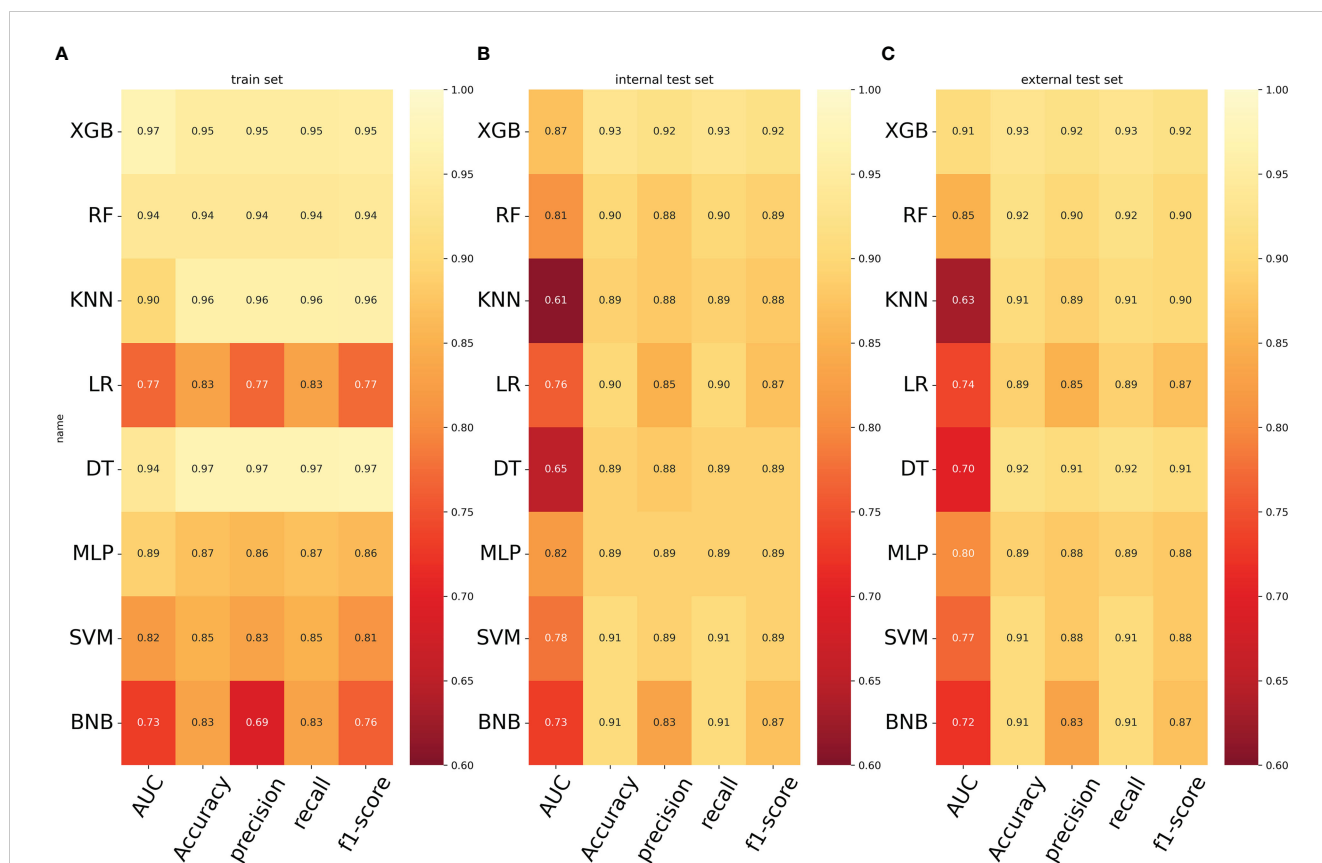 A
B
C
train set
internal test set
external test set
XGB 0.97 0.95 0.95 0.95 0.95
RF 0.94 0.94 0.94 0.94 0.94
KNN 0.90 0.96 0.96 0.96 0.96
LR 0.77 0.83 0.77 0.83 0.77
DT 0.94 0.97 0.97 0.97 0.97
MLP 0.89 0.87 0.86 0.87 0.86
SVM 0.82 0.85 0.83 0.85 0.81
BNB 0.73 0.83 0.69 0.83 0.76
name
AUC Accuracy precision recall f1-score
1.00
0.95
0.90
0.85
0.80
0.75
0.70
0.65
0.60
XGB 0.87 0.93 0.92 0.93 0.92
RF 0.81 0.90 0.88 0.90 0.89
KNN 0.61 0.89 0.88 0.89 0.88
LR 0.76 0.90 0.85 0.90 0.87
DT 0.65 0.89 0.88 0.89 0.89
MLP 0.82 0.89 0.89 0.89 0.89
SVM 0.78 0.91 0.89 0.91 0.89
BNB 0.73 0.91 0.83 0.91 0.87
AUC Accuracy precision recall f1-score
1.00
0.95
0.90
0.85
0.80
0.75
0.70
0.65
0.60
XGB 0.91 0.93 0.92 0.93 0.92
RF 0.85 0.92 0.90 0.92 0.90
KNN 0.63 0.91 0.89 0.91 0.90
LR 0.74 0.89 0.85 0.89 0.87
DT 0.70 0.92 0.91 0.92 0.91
MLP 0.80 0.89 0.88 0.89 0.88
SVM 0.77 0.91 0.88 0.91 0.88
BNB 0.72 0.91 0.83 0.91 0.87
AUC Accuracy precision recall f1-score
1.00
0.95
0.90
0.85
0.80
0.75
0.70
0.65
0.60